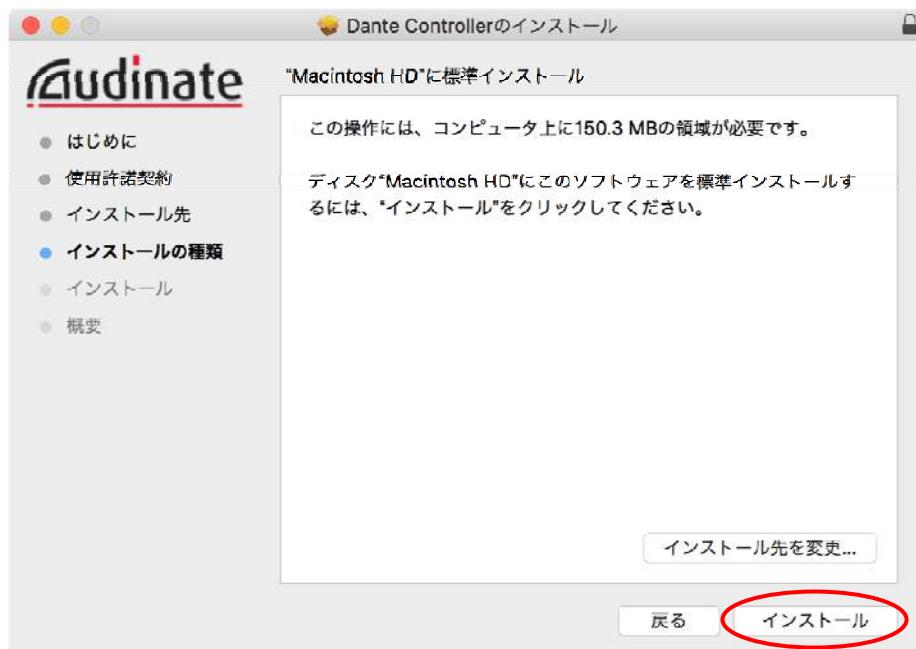 Dante Controllerのインストール
Audinate
"Macintosh HD"に標準インストール
はじめに
使用許諾契約
インストール先
インストールの種類
インストール
概要
この操作には、コンピュータ上に150.3 MBの領域が必要です。
ディスク"Macintosh HD"にこのソフトウェアを標準インストールす
るには、"インストール"をクリックしてください。
インストール先を変更...
戻る
インストール